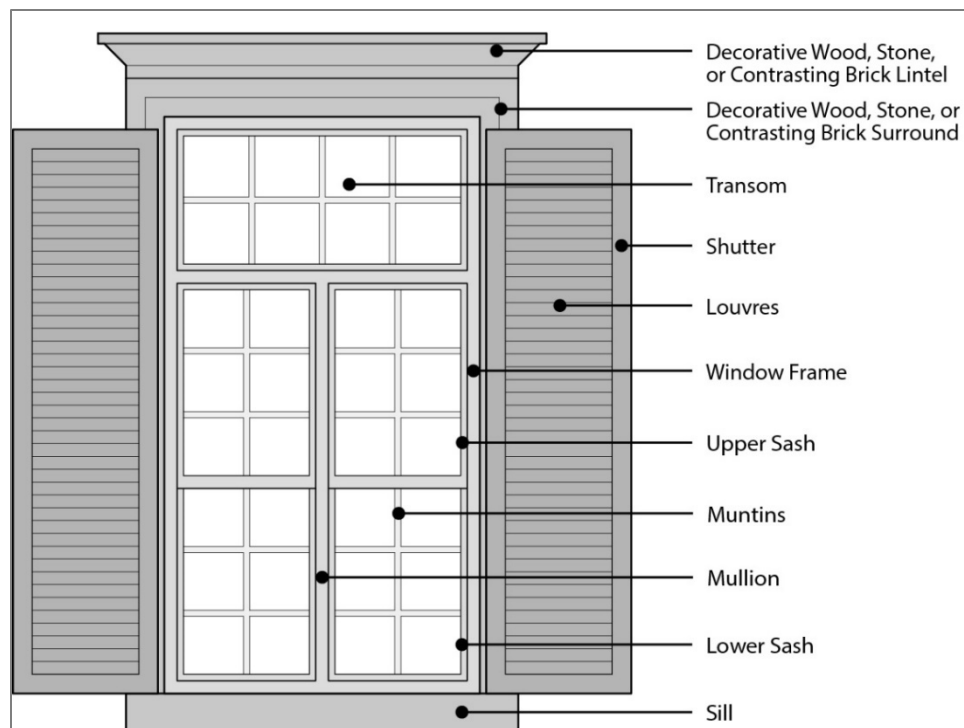 Decorative Wood, Stone,
or Contrasting Brick Lintel
Decorative Wood, Stone, or
Contrasting Brick Surround
Transom
Shutter
Louvres
Window Frame
Upper Sash
Muntins
Mullion
Lower Sash
Sill